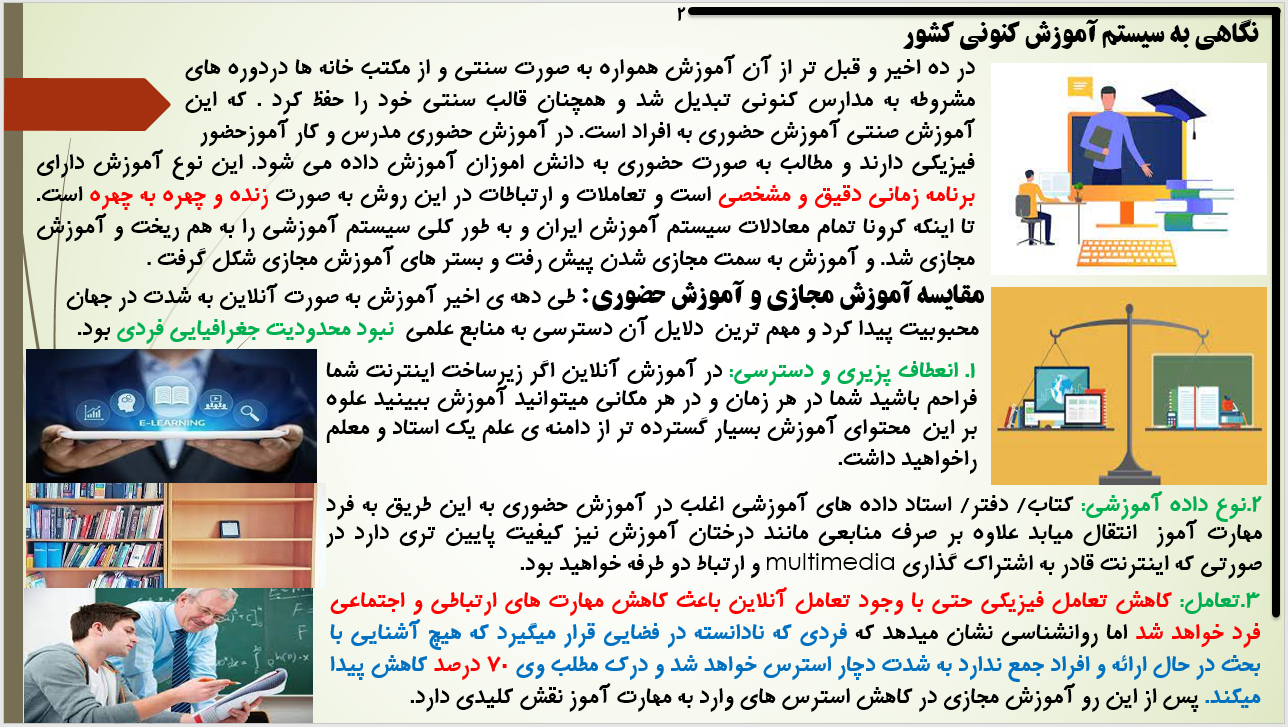 ۲
نگاهی به سیستم آموزش کنونی کشور
در ده اخیر و قبل تر از آن آموزش همواره به صورت سنتی و از مکتب خانه ها دردوره های
مشروطه به مدارس کنونی تبدیل شد و همچنان قالب سنتی خود را حفظ کرد . که این
آموزش صنتی آموزش حضوری به افراد است. در آموزش حضوری مدرس و کار آموزحضور
فیزیکی دارند و مطالب به صورت حضوری به دانش اموزان آموزش داده می شود. این نوع آموزش دارای
برنامه زمانی دقیق و مشخصی است و تعاملات و ارتباطات در این روش به صورت زنده و چهره به چهره است.
تا اینکه کرونا تمام معادلات سیستم آموزش ایران و به طور کلی سیستم آموزشی را به هم ریخت و آموزش
مجازی شد. و آموزش به سمت مجازی شدن پیش رفت و بستر های آموزش مجازی شکل گرفت .
مقایسه آموزش مجازی و آموزش حضوری: طی دهه ی اخیر آموزش به صورت آنلاین به شدت در جهان
محبوبیت پیدا کرد و مهم ترین دلایل آن دسترسی به منابع علمی نبود محدودیت جغرافیایی فردی بود.
۱. انعطاف پزیری و دسترسی: در آموزش آنلاین اگر زیرساخت اینترنت شما
فراحم باشید شما در هر زمان و در هر مکانی میتوانید آموزش ببینید علوه
بر این محتوای آموزش بسیار گسترده تر از دامنه ی علم یک استاد و معلم
راخواهید داشت.
E-LEARNING
۲.نوع داده آموزشی: کتاب/ دفتر/ استاد داده های آموزشی اغلب در آموزش حضوری به این طریق به فرد
مهارت آموز انتقال میابد علاوه بر صرف منابعی مانند درختان آموزش نیز کیفیت پایین تری دارد در
صورتی که اینترنت قادر به اشتراک گذاری multimedia و ارتباط دو طرفه خواهید بود.
۳.تعامل: کاهش تعامل فیزیکی حتی با وجود تعامل آنلاین باعث کاهش مهارت های ارتباطی و اجتماعی
فرد خواهد شد اما روانشناسی نشان میدهد که فردی که نادانسته در فضایی قرار میگیرد که هیچ آشنایی با
بحث در حال ارائه و افراد جمع ندارد به شدت دچار استرس خواهد شد و درک مطلب وی ۷۰ درصد کاهش پیدا
میکند. پس از این رو آموزش مجازی در کاهش استرس های وارد به مهارت آموز نقش کلیدی دارد.